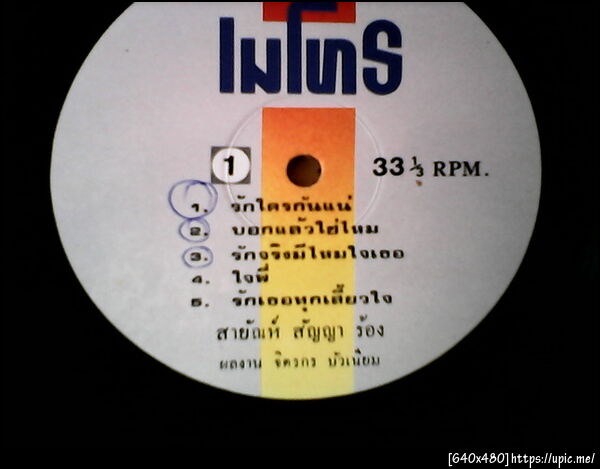 เมโทร
1
33 ⅓ RPM.
1. รักใครกันแน่
2. บอกแล้วใช่ไหม
3. รักจริงมีไหมใจเธอ
4. ใจพี่
5. รักเธอทุกเสี้ยวใจ
สายัณห์ สัญญา ร้อง
ผลงาน จิตรกร บัวเนียม
[640x480]https://upic.me/